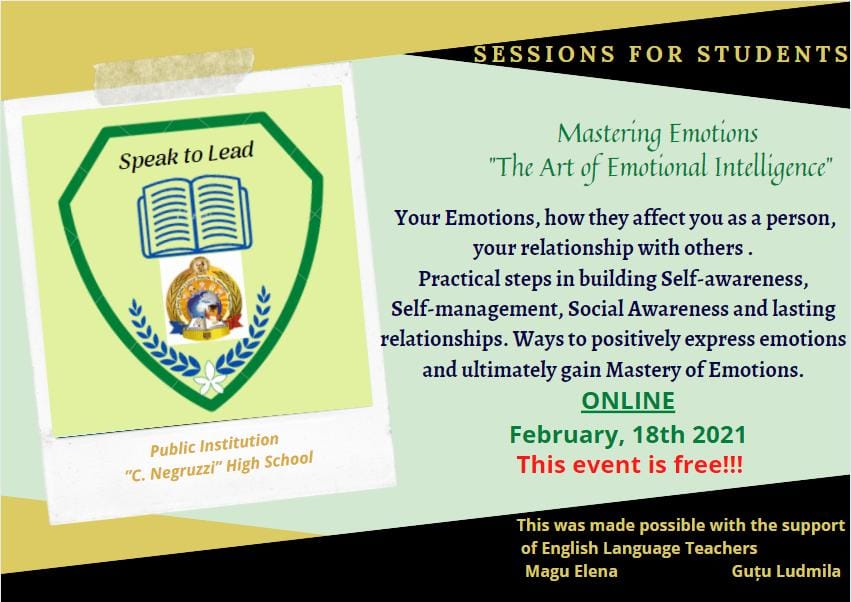 SESSIONS FOR STUDENTS
Speak to Lead
Public Institution
"C. Negruzzi" High School
Mastering Emotions
"The Art of Emotional Intelligence"
Your Emotions, how they affect you as a person,
your relationship with others .
Practical steps in building Self-awareness,
Self-management, Social Awareness and lasting
relationships. Ways to positively express emotions
and ultimately gain Mastery of Emotions.
ONLINE
February, 18th 2021
This event is free!!!
This was made possible with the support
of English Language Teachers
Magu Elena Guțu Ludmila